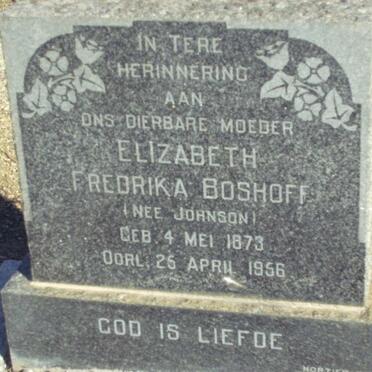 IN TERE
HERINNERING
AAN
ONS DIERBARE MOEDER
ELIZABETH
FREDRIKA BOSHOFF
(NEE JOHNSON)
GEB. 4 MEI 1873
OORL. 25 APRIL 1956
GOD IS LIEFDE